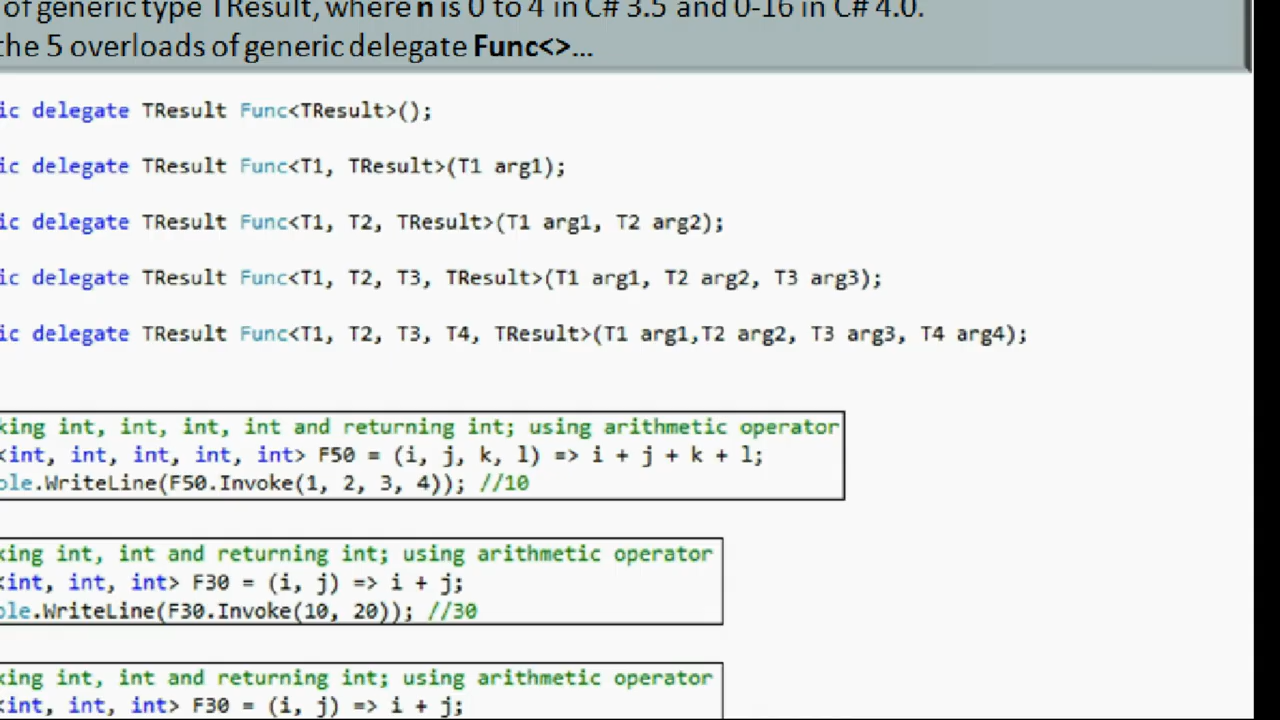 of generic type TResult, where n is 0 to 4 in C# 3.5 and 0-16 in C# 4.0.
the 5 overloads of generic delegate Func<>...
ic delegate TResult Func<TResult>();
ic delegate TResult Func<T1, TResult>(T1 arg1);
ic delegate TResult Func<T1, T2, TResult>(T1 arg1, T2 arg2);
ic delegate TResult Func<T1, T2, T3, TResult>(T1 arg1, T2 arg2, T3 arg3);
ic delegate TResult Func<T1, T2, T3, T4, TResult>(T1 arg1,T2 arg2, T3 arg3, T4 arg4);
king int, int, int, int and returning int; using arithmetic operator
<int, int, int, int, int> F50 = (i, j, k, l) => i + j + k + l;
ole.WriteLine(F50.Invoke(1, 2, 3, 4)); //10
king int, int and returning int; using arithmetic operator
<int, int, int> F30 = (i, j) => i + j;
ole.WriteLine(F30.Invoke(10, 20)); //30
king int, int and returning int; using arithmetic operator
<int, int, int> F30 = (i, j) => i + j;